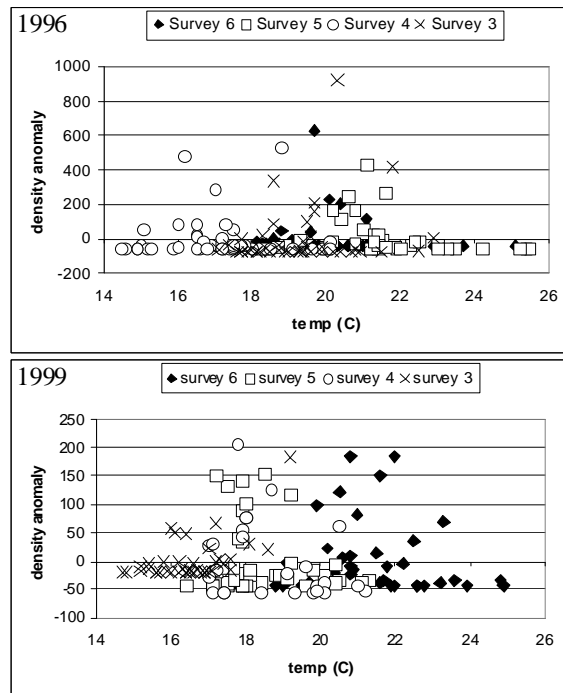 1996
Survey 6 Survey 5 Survey 4 Survey 3
1000
800
600
400
200
0
-200
density anomaly
14 16 18 20 22 24 26
temp (C)
1999
survey 6 survey 5 survey 4 survey 3
250
200
150
100
50
0
-50
-100
density anomaly
14 16 18 20 22 24 26
temp (C)